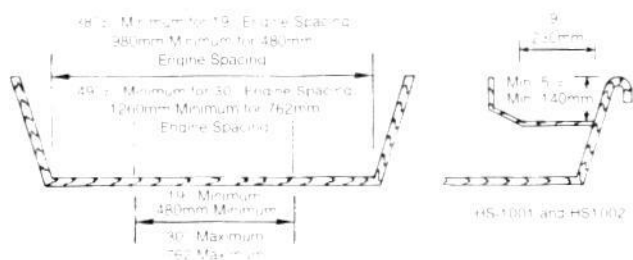 Minimum for 19 Engine Spacing
980mm Minimum for 480mm
Engine Spacing
Minimum for 30 Engine Spacing
1260mm Minimum for 762mm
Engine Spacing
19 Minimum
480mm Minimum
30 Maximum
762 Maximum
9
230mm
Min. 5
Min. 140mm
HS-1001 and HS1002